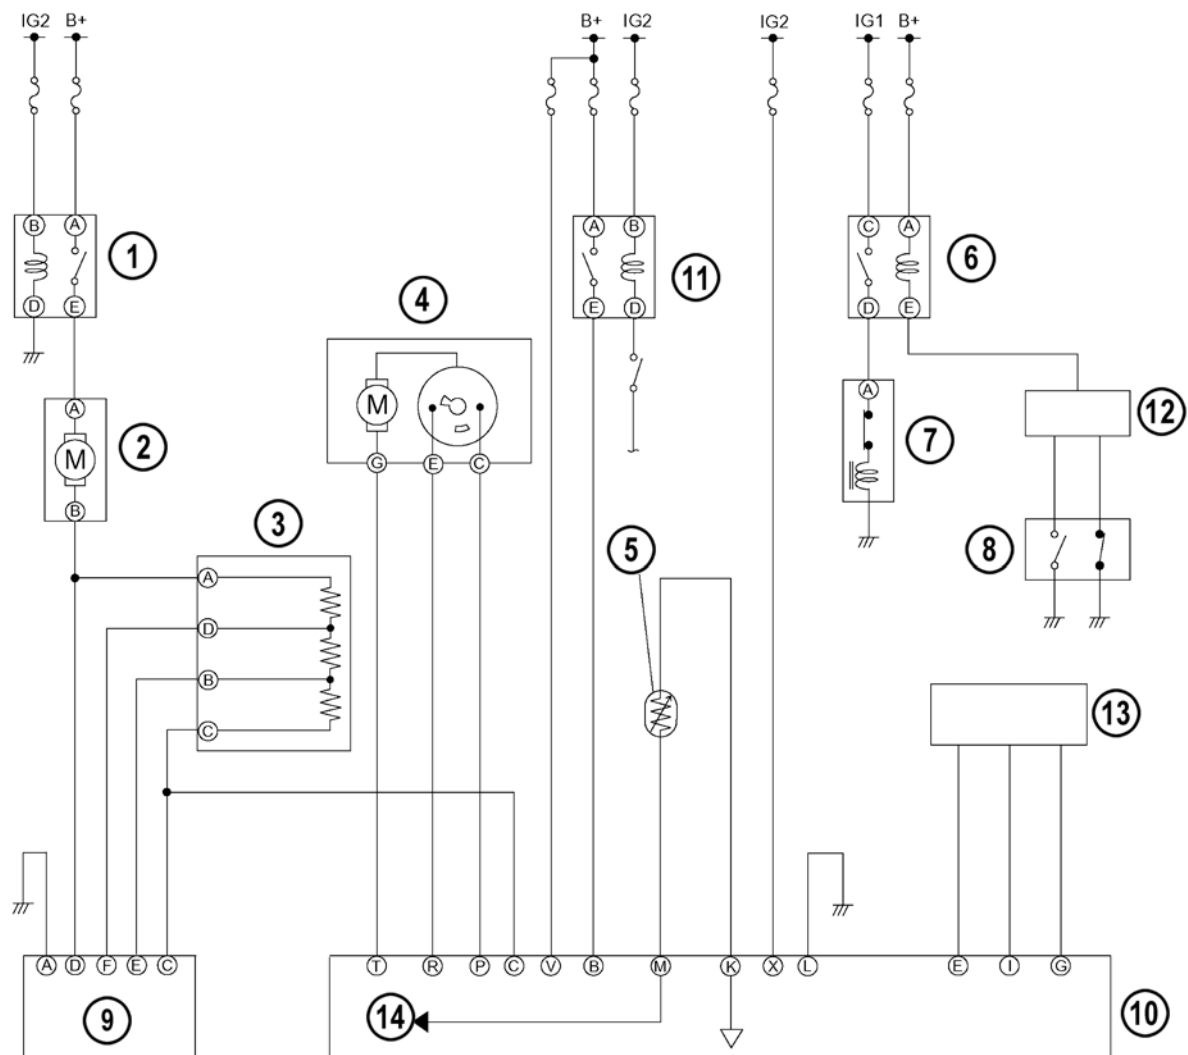 IG2 B+ B+ IG2 IG2 IG1 B+
B A A B C A
1 11 6
D E E D D E
4
A M A
12
2 M 7
G E C
B
3 5 8
A
D
B
13
C
A D F E C T R P C V B M K X L E I G
9 14 10